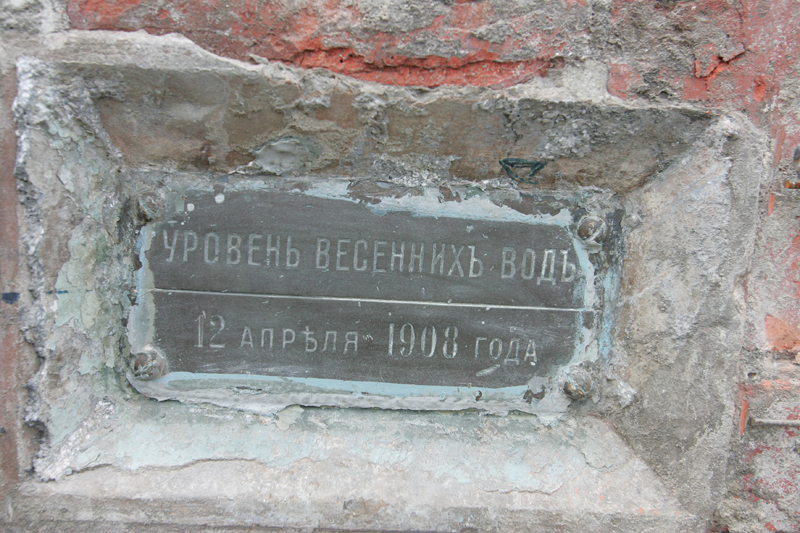 УРОВЕНЬ ВЕСЕННИХЪ ВОДЪ
12 АПРѢЛЯ 1908 ГОДА